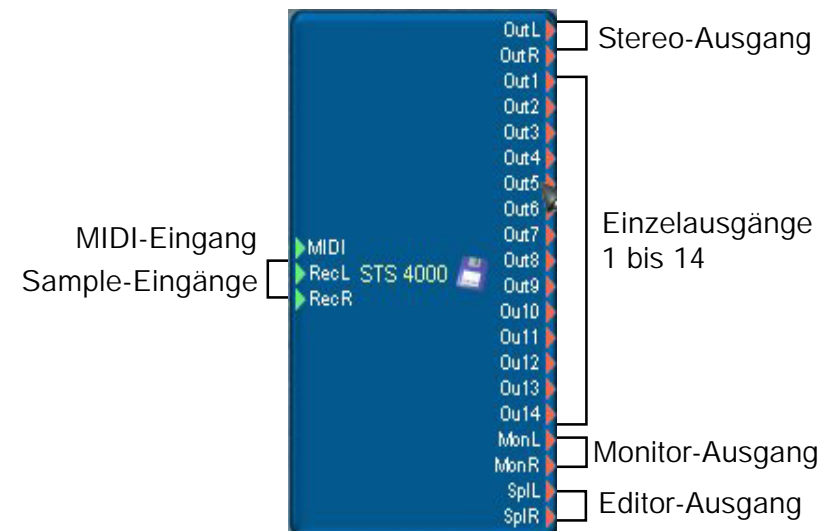 OutL
OutR
Stereo-Ausgang
Out1
Out2
Out3
Out4
Out5
Out6
Out7
Out8
Out9
Ou10
Ou11
Ou12
Ou13
Ou14
Einzelausgänge
1 bis 14
MIDI-Eingang
Sample-Eingänge
MIDI
RecL
RecR
STS 4000
MonL
MonR
Monitor-Ausgang
SplL
SplR
Editor-Ausgang